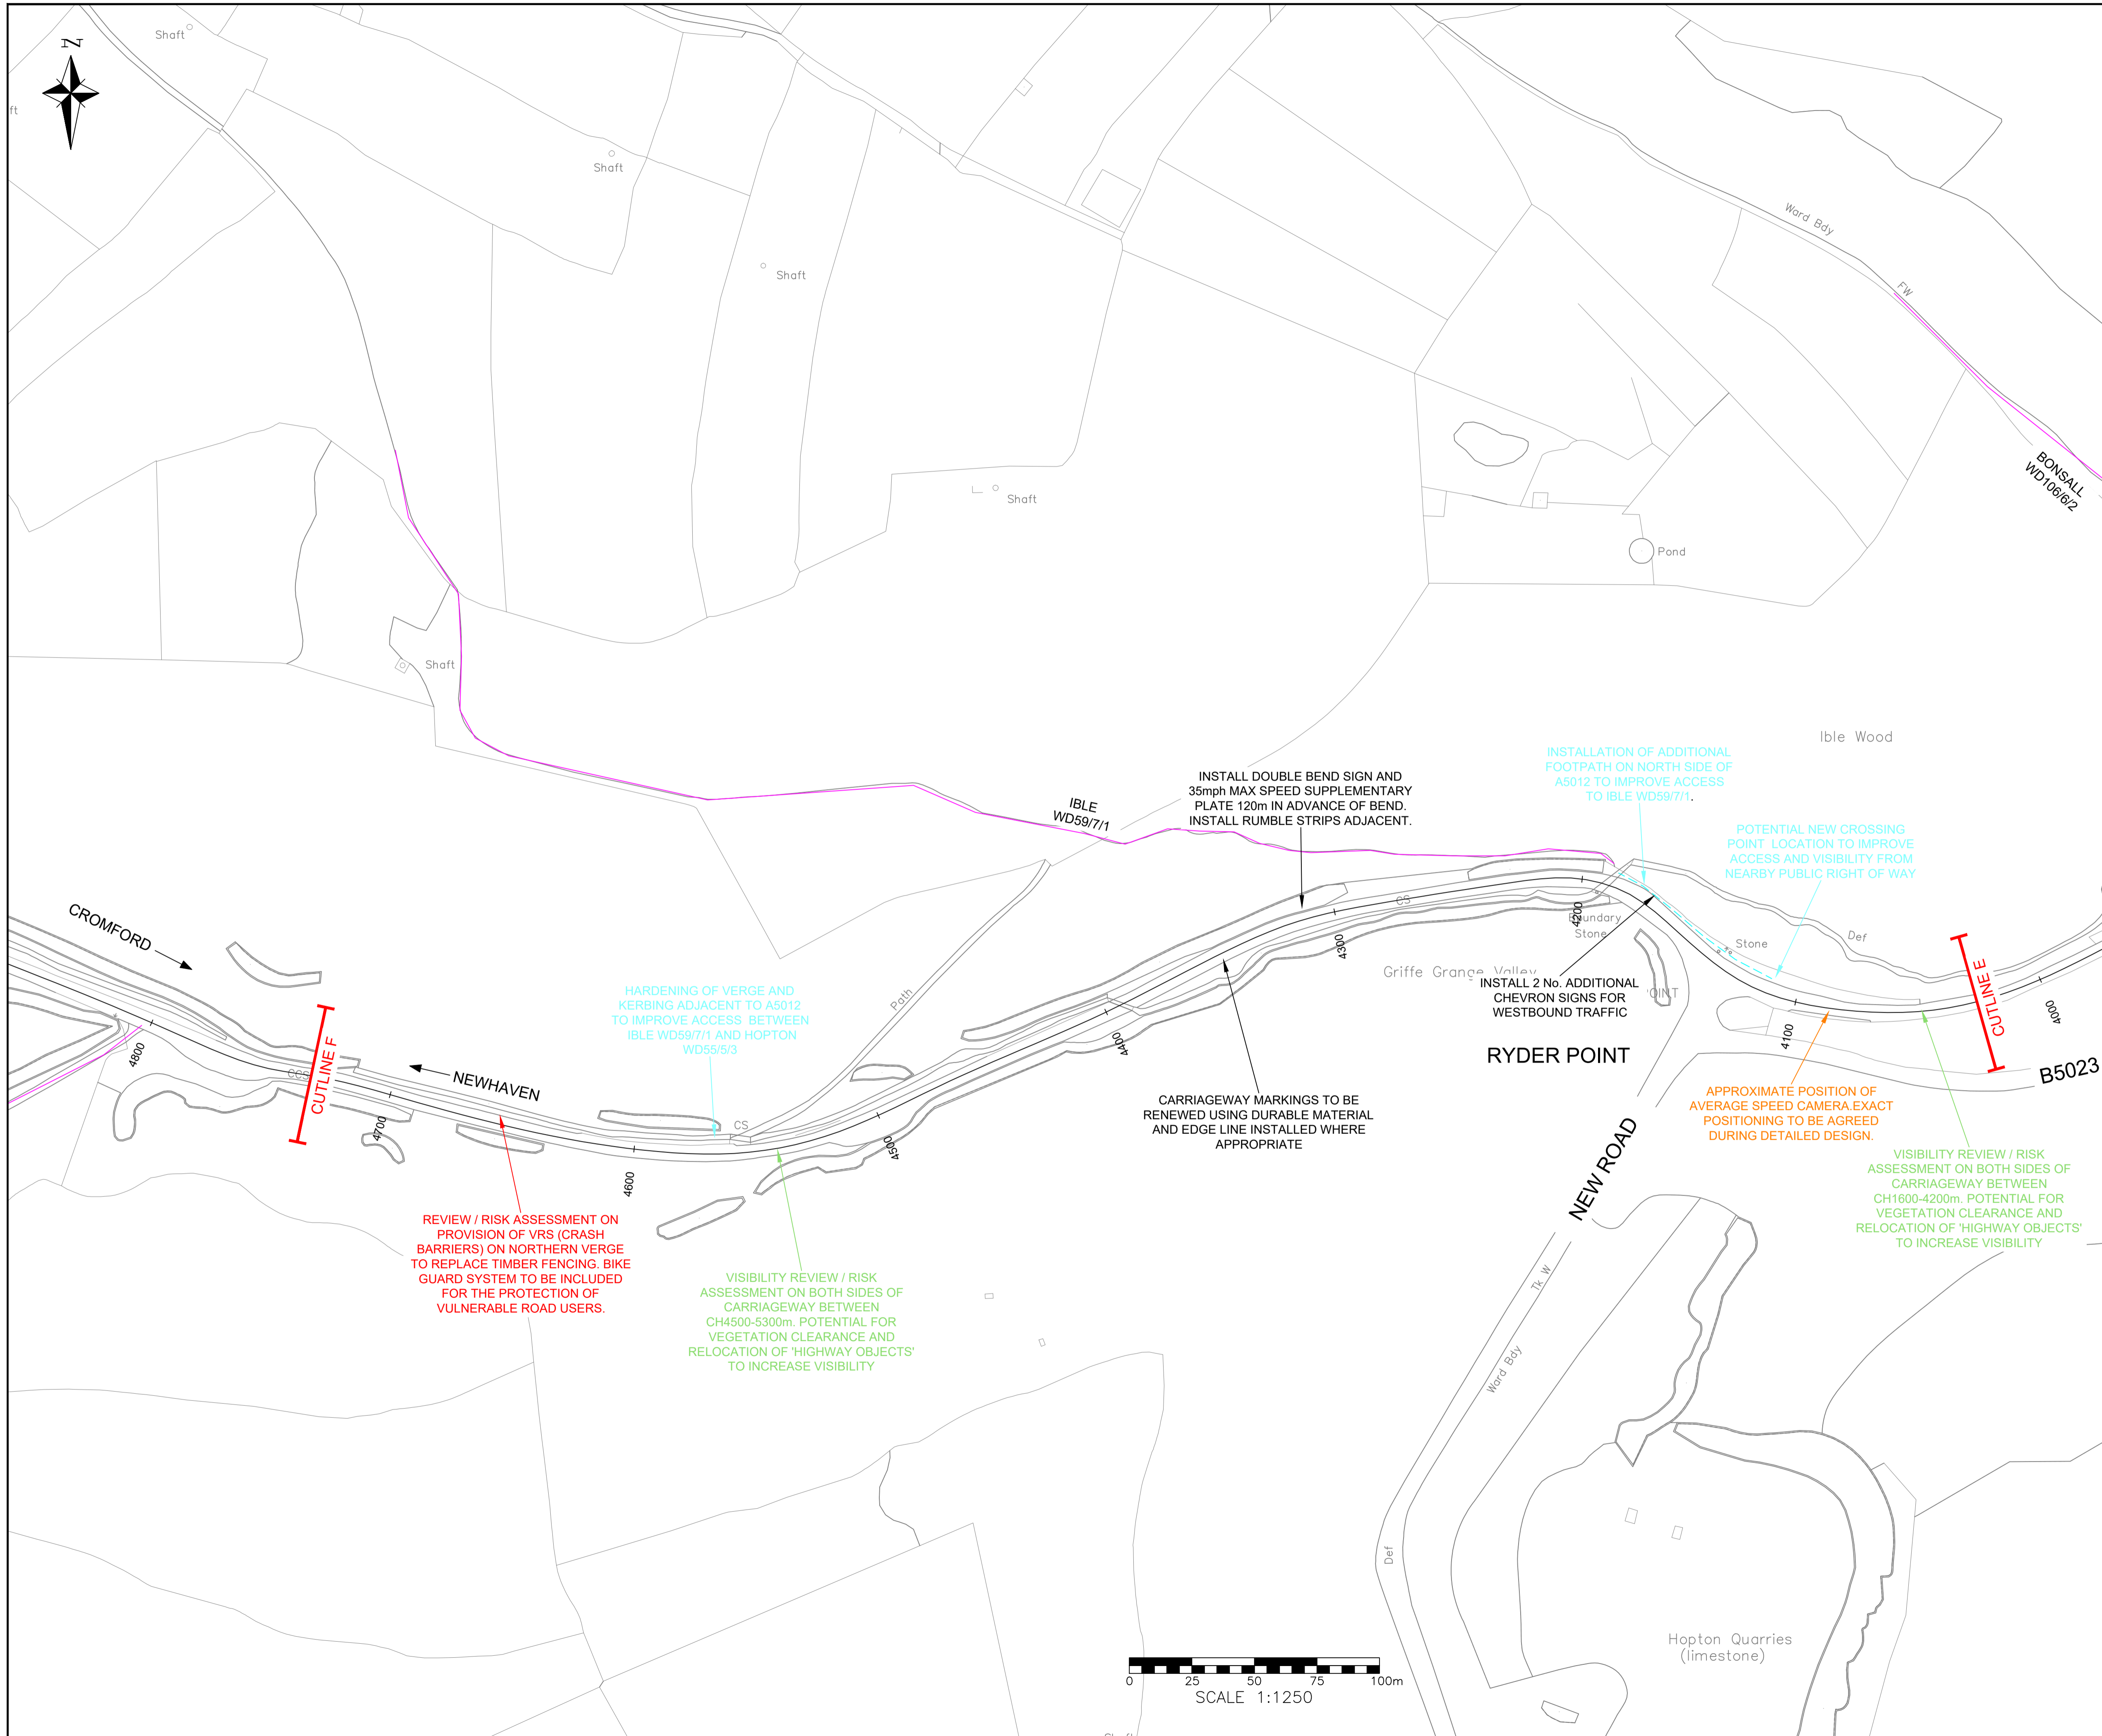 Shaft
N
ft
Shaft
Shaft
Ward Bdy
FW
BONSALL
WD106/6/2
Shaft
Pond
Shaft
Ible Wood
INSTALLATION OF ADDITIONAL
FOOTPATH ON NORTH SIDE OF
A5012 TO IMPROVE ACCESS
TO IBLE WD59/7/1.
INSTALL DOUBLE BEND SIGN AND
35mph MAX SPEED SUPPLEMENTARY
PLATE 120m IN ADVANCE OF BEND.
INSTALL RUMBLE STRIPS ADJACENT.
IBLE
WD59/7/1
POTENTIAL NEW CROSSING
POINT LOCATION TO IMPROVE
ACCESS AND VISIBILITY FROM
NEARBY PUBLIC RIGHT OF WAY
CROMFORD
CS
4200
Boundary
Stone
Stone
Def
4300
Griffe Grange Valley
INSTALL 2 No. ADDITIONAL
CHEVRON SIGNS FOR
WESTBOUND TRAFFIC
OINT
CUTLINE E
4000
HARDENING OF VERGE AND
KERBING ADJACENT TO A5012
TO IMPROVE ACCESS BETWEEN
IBLE WD59/7/1 AND HOPTON
WD55/5/3
Path
4800
CCS
CUTLINE F
NEWHAVEN
4400
4100
RYDER POINT
B5023
4700
CS
4500
4600
CARRIAGEWAY MARKINGS TO BE
RENEWED USING DURABLE MATERIAL
AND EDGE LINE INSTALLED WHERE
APPROPRIATE
APPROXIMATE POSITION OF
AVERAGE SPEED CAMERA.EXACT
POSITIONING TO BE AGREED
DURING DETAILED DESIGN.
NEW ROAD
VISIBILITY REVIEW / RISK
ASSESSMENT ON BOTH SIDES OF
CARRIAGEWAY BETWEEN
CH1600-4200m. POTENTIAL FOR
VEGETATION CLEARANCE AND
RELOCATION OF 'HIGHWAY OBJECTS'
TO INCREASE VISIBILITY
REVIEW / RISK ASSESSMENT ON
PROVISION OF VRS (CRASH
BARRIERS) ON NORTHERN VERGE
TO REPLACE TIMBER FENCING. BIKE
GUARD SYSTEM TO BE INCLUDED
FOR THE PROTECTION OF
VULNERABLE ROAD USERS.
VISIBILITY REVIEW / RISK
ASSESSMENT ON BOTH SIDES OF
CARRIAGEWAY BETWEEN
CH4500-5300m. POTENTIAL FOR
VEGETATION CLEARANCE AND
RELOCATION OF 'HIGHWAY OBJECTS'
TO INCREASE VISIBILITY
Tk W
Ward Bdy
Def
Hopton Quarries
(limestone)
0 25 50 75 100m
SCALE 1:1250